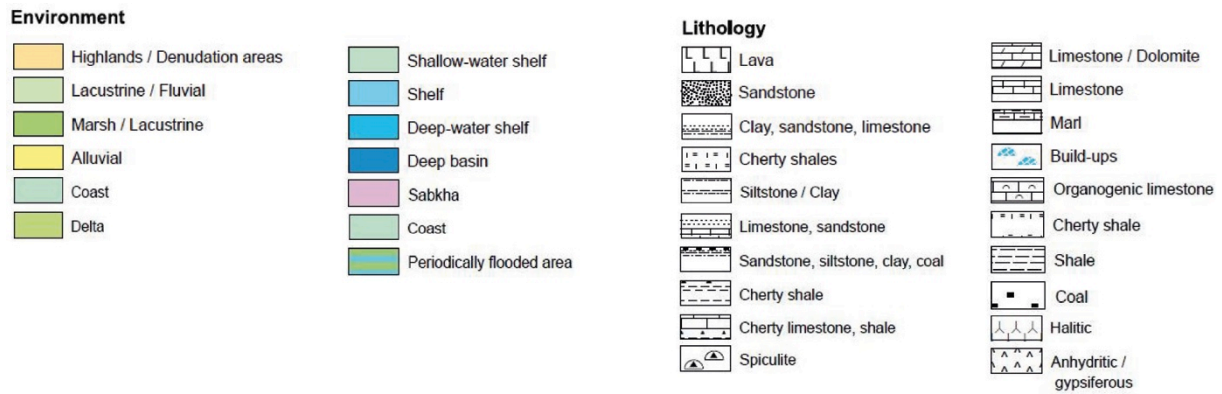 Environment
Highlands / Denudation areas
Lacustrine / Fluvial
Marsh / Lacustrine
Alluvial
Coast
Delta
Shallow-water shelf
Shelf
Deep-water shelf
Deep basin
Sabkha
Coast
Periodically flooded area
Lithology
Lava
Sandstone
Clay, sandstone, limestone
Cherty shales
Siltstone / Clay
Limestone, sandstone
Sandstone, siltstone, clay, coal
Cherty shale
Cherty limestone, shale
Spiculite
Limestone / Dolomite
Limestone
Marl
Build-ups
Organogenic limestone
Cherty shale
Shale
Coal
Halitic
Anhydritic /
gypsiferous